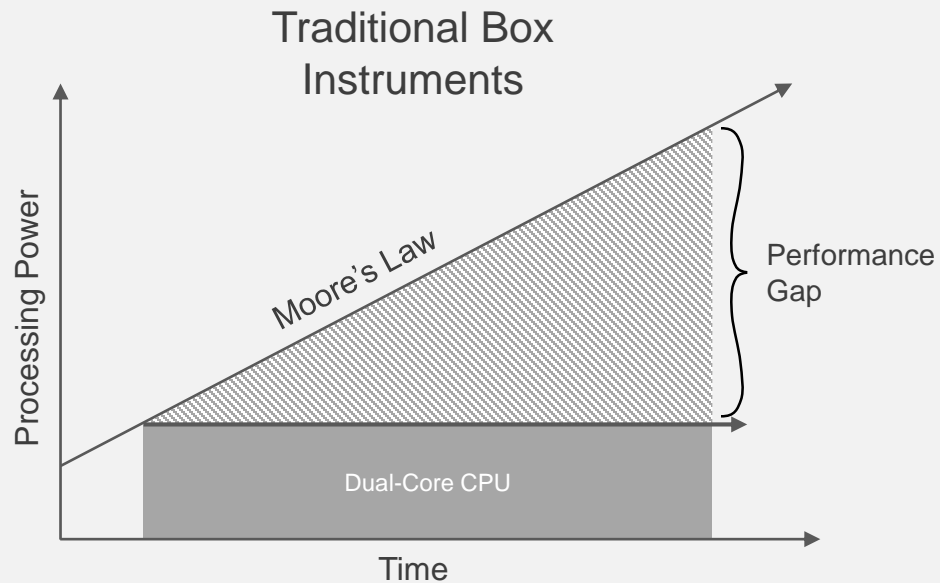 Traditional Box
Instruments
Processing Power
Moore's Law
Performance
Gap
Dual-Core CPU
Time